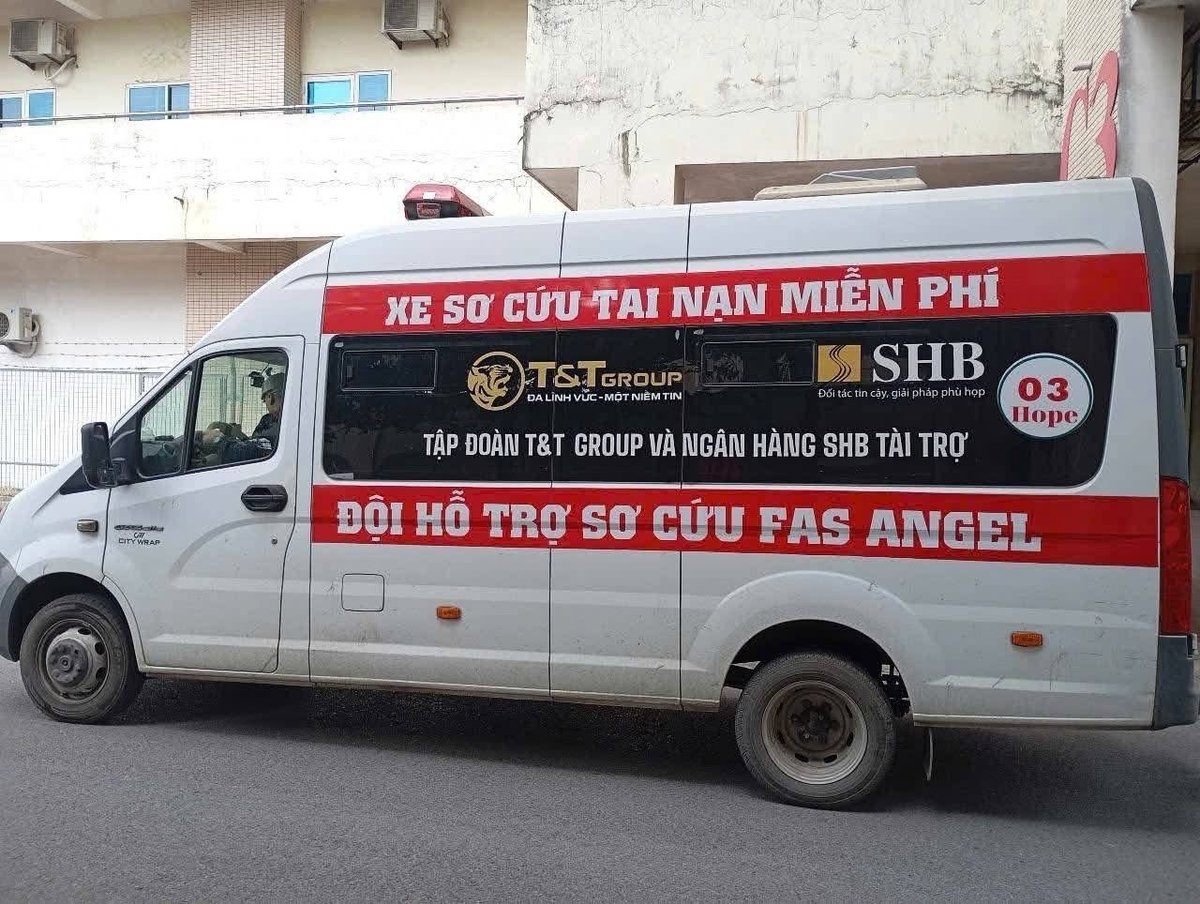 XE SƠ CỨU TAI NẠN MIỄN PHÍ
T&T GROUP
ĐA LĨNH VỰC - MỘT NIỀM TIN
SHB
Đối tác tin cậy, giải pháp phù hợp
03
Hope
TẬP ĐOÀN T&T GROUP VÀ NGÂN HÀNG SHB TÀI TRỢ
ĐỘI HỖ TRỢ SƠ CỨU FAS ANGEL
CITY WRAP